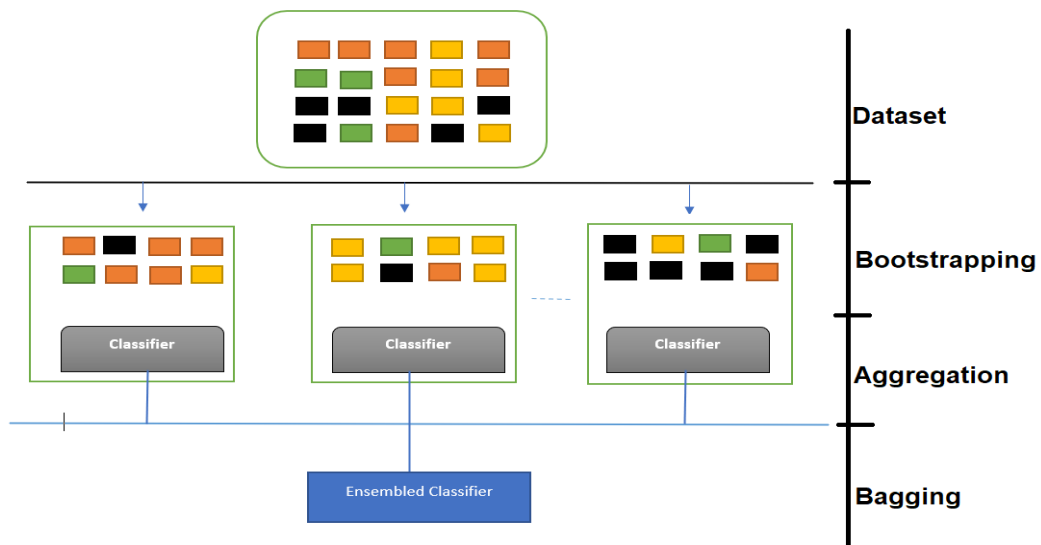 Dataset
Bootstrapping
Classifier
Classifier
Classifier
Aggregation
Ensembled Classifier
Bagging